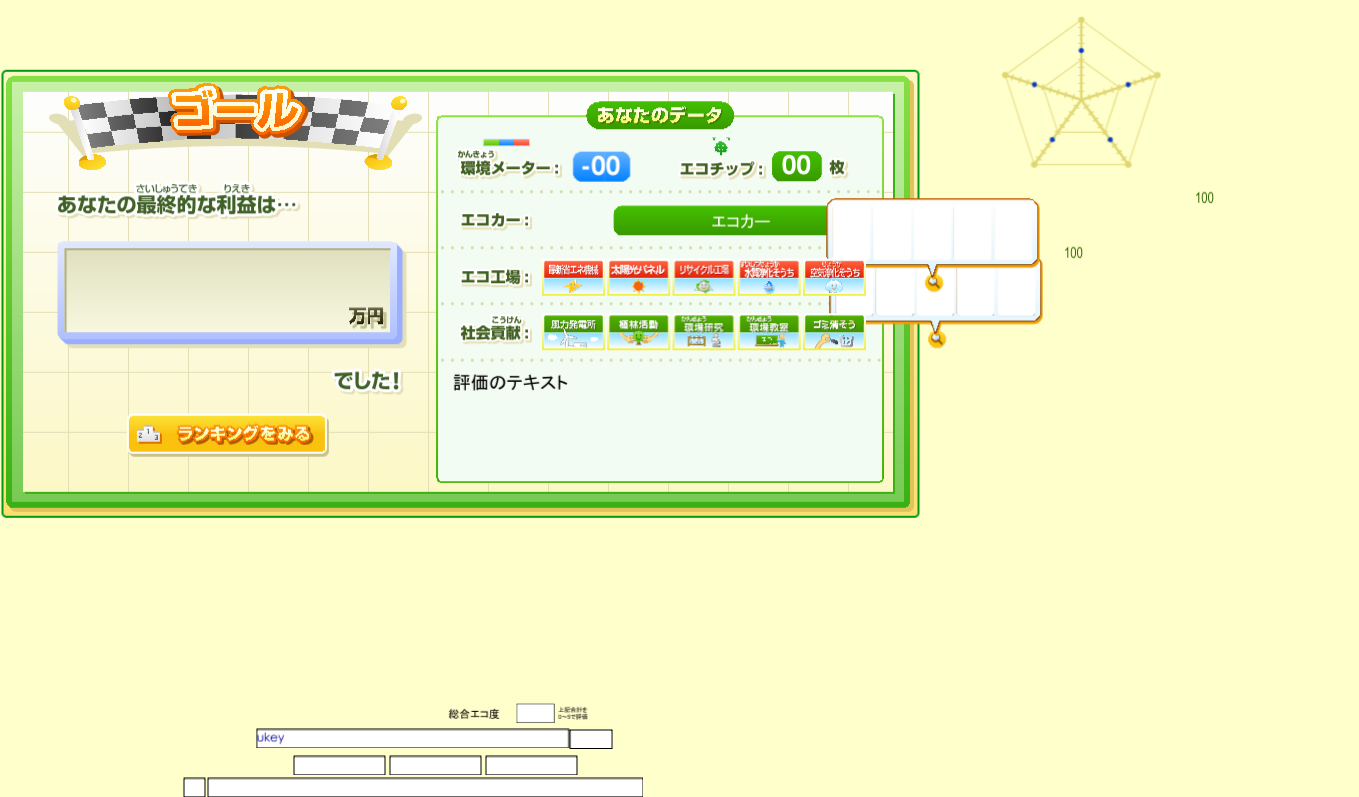 ゴール
あなたのデータ
かんきょう
環境メーター: -00
エコチップ: 00 枚
さいしゅうてき りえき
あなたの最終的な利益は…
100
エコカー: エコカー
100
エコ工場: 最新省エネ機械 太陽光パネル リサイクル工場 水質浄化そうち 空気浄化そうち
万円
こうけん
社会貢献: 風力発電所 植林活動 環境研究 環境教室 ゴミ清そう
でした!
評価のテキスト
1 2 3 ランキングをみる
総合エコ度
上記合計を
0〜5で評価
ukey